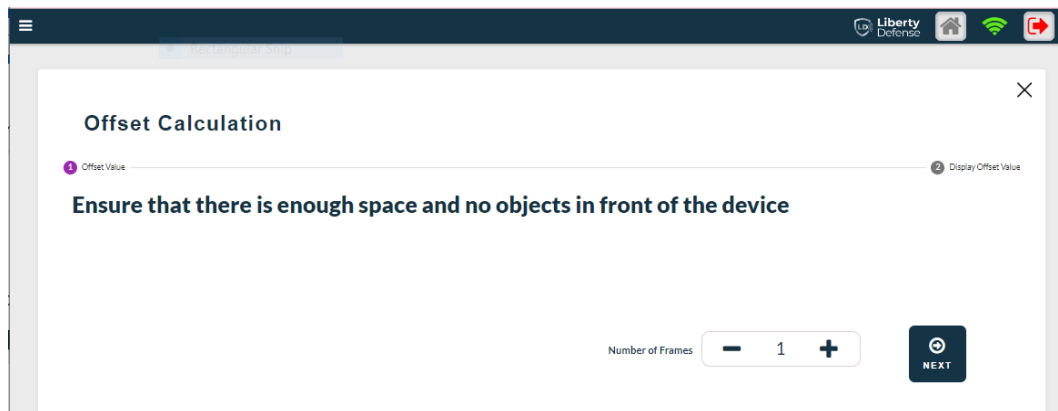 LD Liberty
Defense
Rectangular Snip
Offset Calculation
1 Offset Value
2 Display Offset Value
Ensure that there is enough space and no objects in front of the device
Number of Frames 1
NEXT